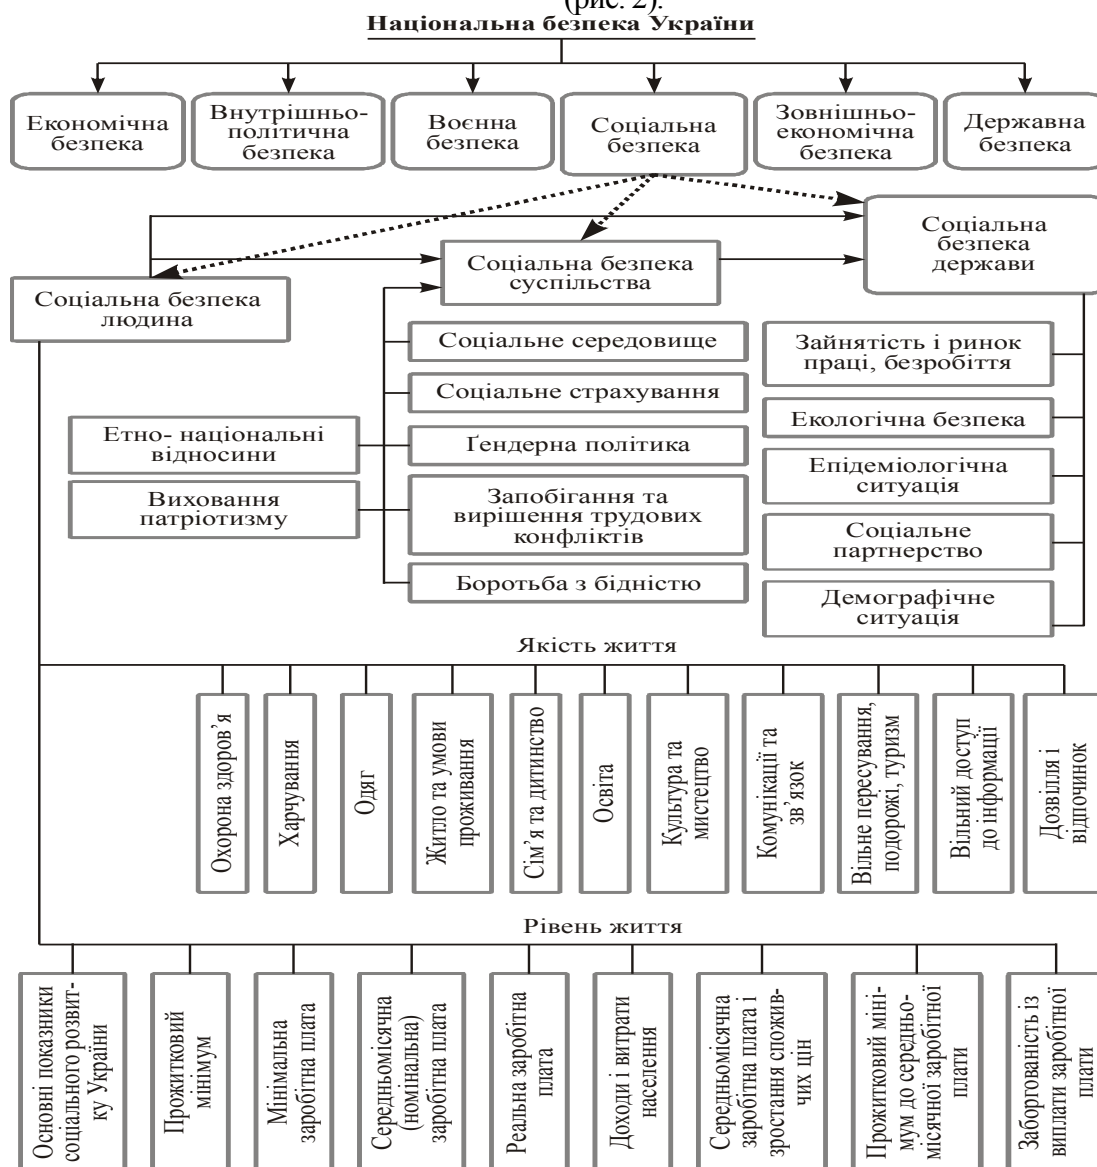 (рис. 2).
Національна безпека України
Економічна
безпека
Внутрішньо-
політична
безпека
Воєнна
безпека
Соціальна
безпека
Зовнішньо-
економічна
безпека
Державна
безпека
Соціальна
безпека
держави
Соціальна безпека
суспільства
Соціальна безпека
людина
Соціальне середовище
Соціальне страхування
Ґендерна політика
Запобігання та
вирішення трудових
конфліктів
Боротьба з бідністю
Етно- національні
відносини
Виховання
патріотизму
Зайнятість і ринок
праці, безробіття
Екологічна безпека
Епідеміологічна
ситуація
Соціальне
партнерство
Демографічне
ситуація
Якість життя
Охорона здоров’я
Харчування
Одяг
Житло та умови
проживання
Сім’я та дитинство
Освіта
Культура та
мистецтво
Комунікації та
зв’язок
Вільне пересування,
подорожі, туризм
Вільний доступ
до інформації
Дозвілля і
відпочинок
Рівень життя
Основні показники
соціального розвит-
ку України
Прожитковий
мінімум
Мінімальна
заробітна плата
Середньомісячна
(номінальна)
заробітна плата
Реальна заробітна
плата
Доходи і витрати
населення
Середньомісячна
заробітна плата і
зростання спожив-
чих цін
Прожитковий міні-
мум до середньо-
місячної заробітної
плати
Заборгованість із
виплати заробітної
плати